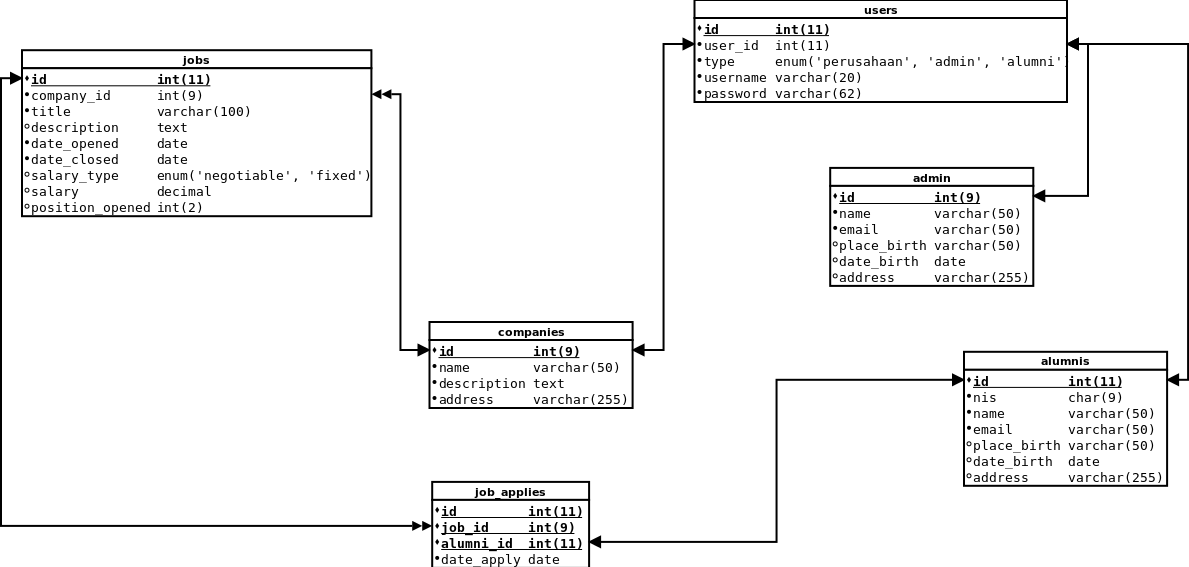 users
id int(11)
user_id int(11)
type enum('perusahaan', 'admin', 'alumni')
username varchar(20)
password varchar(62)
jobs
id int(11)
company_id int(9)
title varchar(100)
description text
date_opened date
date_closed date
salary_type enum('negotiable', 'fixed')
salary decimal
position_opened int(2)
admin
id int(9)
name varchar(50)
email varchar(50)
place_birth varchar(50)
date_birth date
address varchar(255)
companies
id int(9)
name varchar(50)
description text
address varchar(255)
alumnis
id int(11)
nis char(9)
name varchar(50)
email varchar(50)
place_birth varchar(50)
date_birth date
address varchar(255)
job_applies
id int(11)
job_id int(9)
alumni_id int(11)
date_apply date